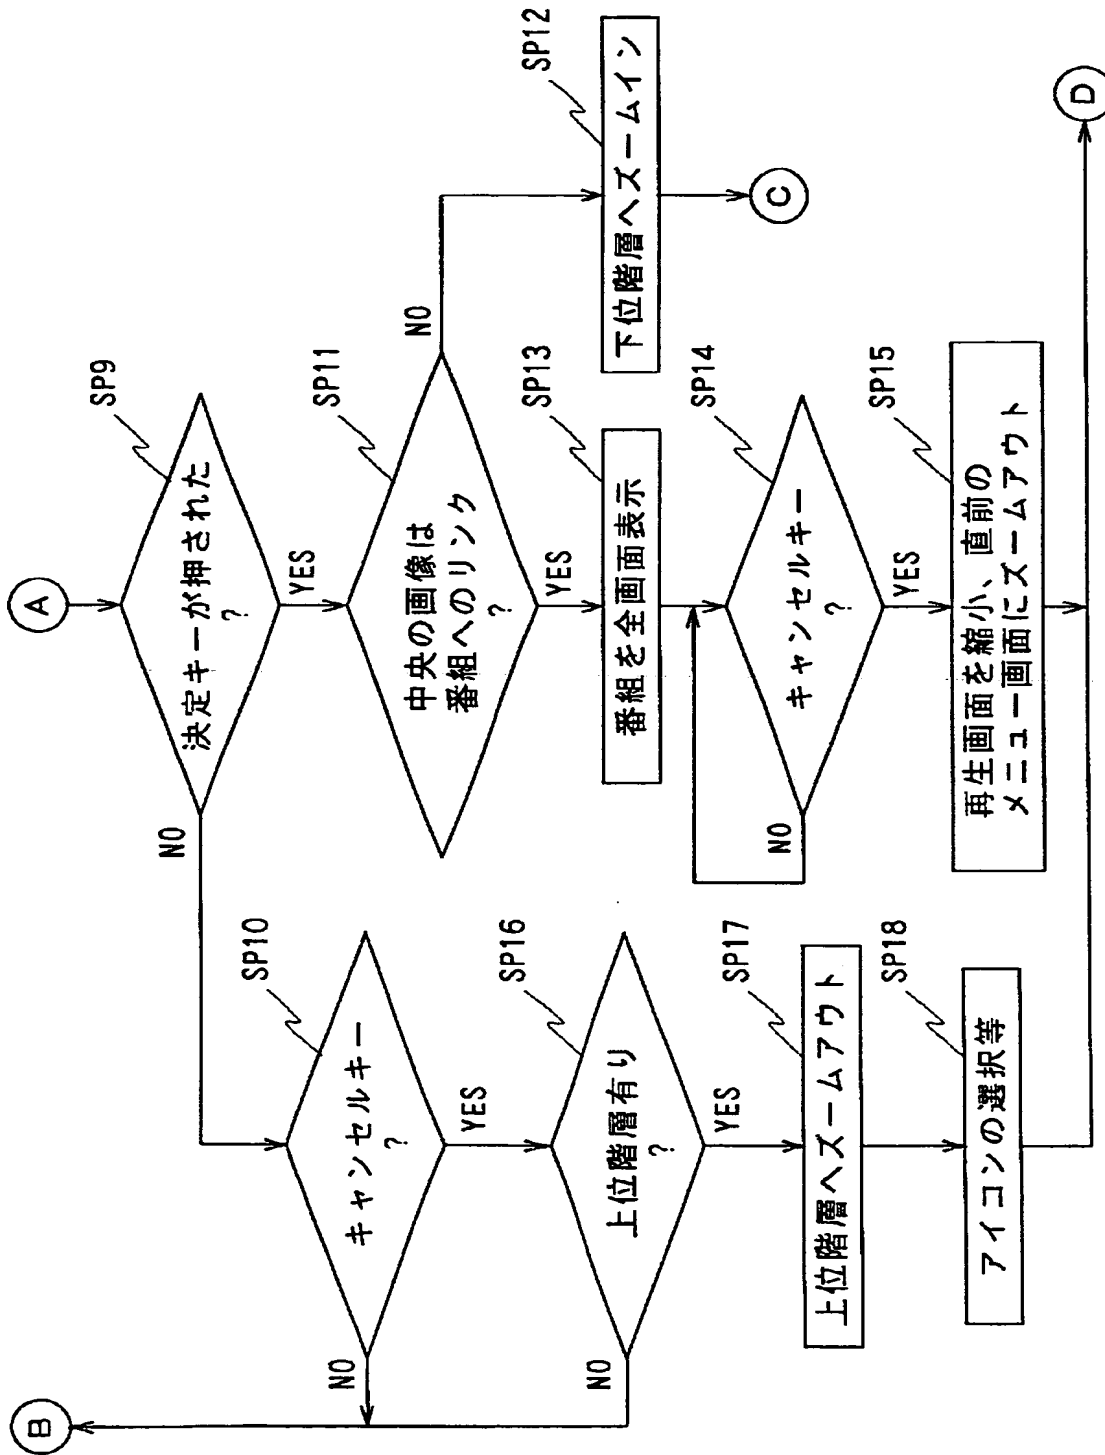 A
SP9
決定キーが押された
?
NO
YES
SP10
キャンセルキー
?
NO
YES
SP11
中央の画像は
番組へのリンク
?
NO
YES
SP12
下位階層へズームイン
C
SP13
番組を全画面表示
SP14
キャンセルキー
?
NO
YES
SP15
再生画面を縮小、直前の
メニュー画面にズームアウト
SP16
上位階層有り
?
NO
YES
SP17
上位階層へズームアウト
SP18
アイコンの選択等
B
D